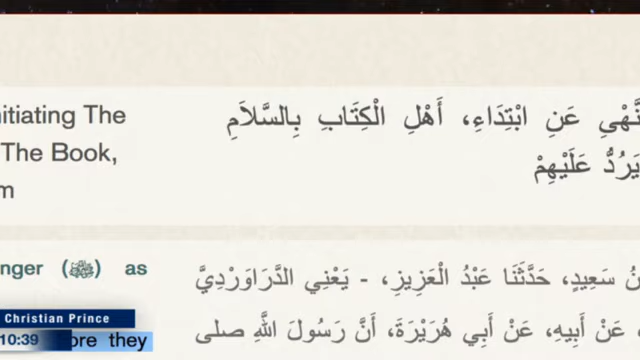 nitiating The
The Book,
m
نَّهْيِ عَنِ ابْتِدَاءِ، أَهْلِ الْكِتَابِ بِالسَّلاَمِ
يَرُدُّ عَلَيْهِمْ
nger (ﷺ) as
ore they
نُ سَعِيدٍ، حَدَّثَنَا عَبْدُ الْعَزِيزِ، - يَعْنِي الدَّرَاوَرْدِيَّ
عَنْ أَبِيهِ، عَنْ أَبِي هُرَيْرَةَ، أَنَّ رَسُولَ اللَّهِ صلى
Christian Prince
10:39